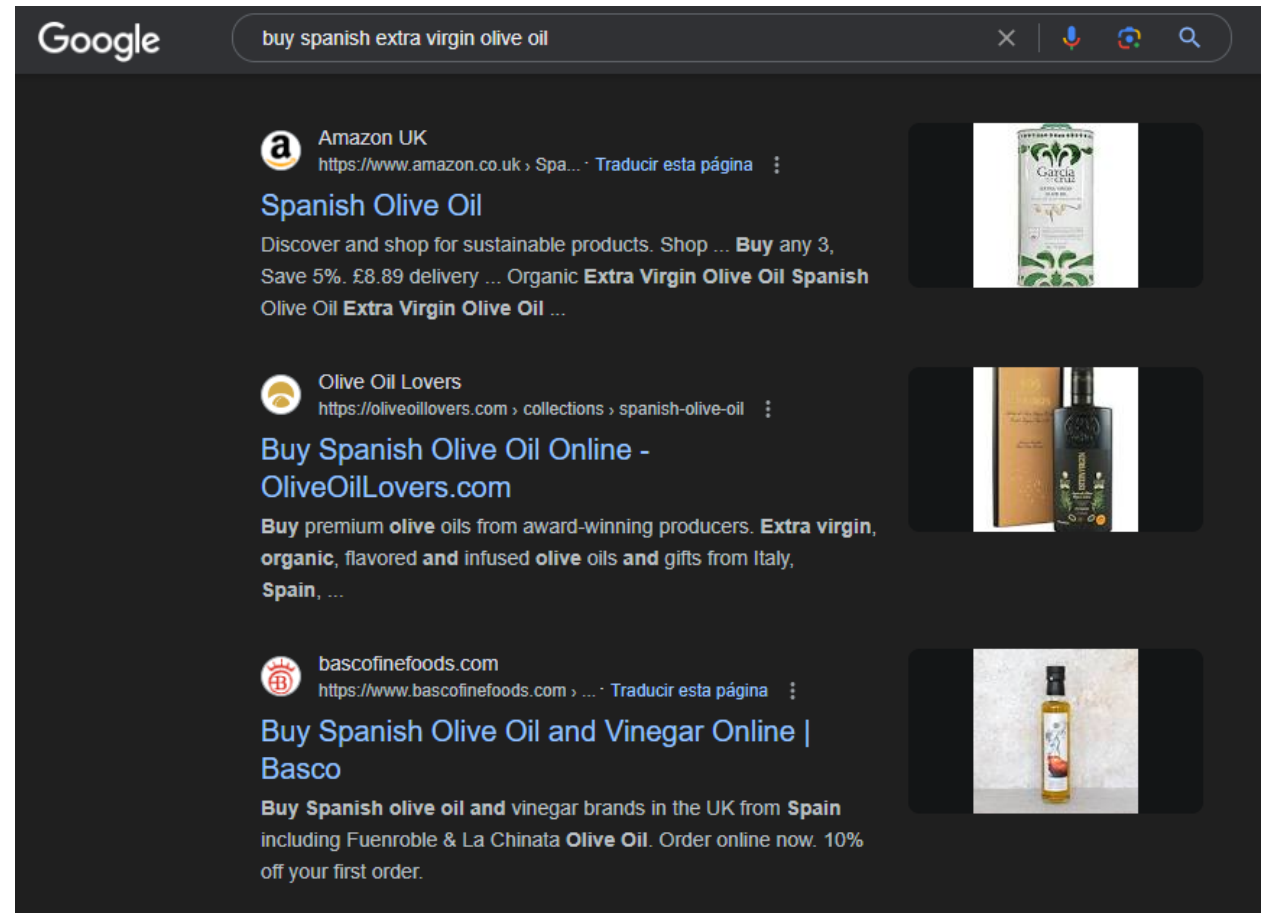 Google
buy spanish extra virgin olive oil
Amazon UK
https://www.amazon.co.uk › Spa... · Traducir esta página
Spanish Olive Oil
Discover and shop for sustainable products. Shop ... Buy any 3,
Save 5%. £8.89 delivery ... Organic Extra Virgin Olive Oil Spanish
Olive Oil Extra Virgin Olive Oil ...
García
Olive Oil Lovers
https://oliveoillovers.com › collections › spanish-olive-oil
Buy Spanish Olive Oil Online -
OliveOilLovers.com
Buy premium olive oils from award-winning producers. Extra virgin,
organic, flavored and infused olive oils and gifts from Italy,
Spain, ...
bascofinefoods.com
https://www.bascofinefoods.com › ... · Traducir esta página
Buy Spanish Olive Oil and Vinegar Online |
Basco
Buy Spanish olive oil and vinegar brands in the UK from Spain
including Fuenroble & La Chinata Olive Oil. Order online now. 10%
off your first order.